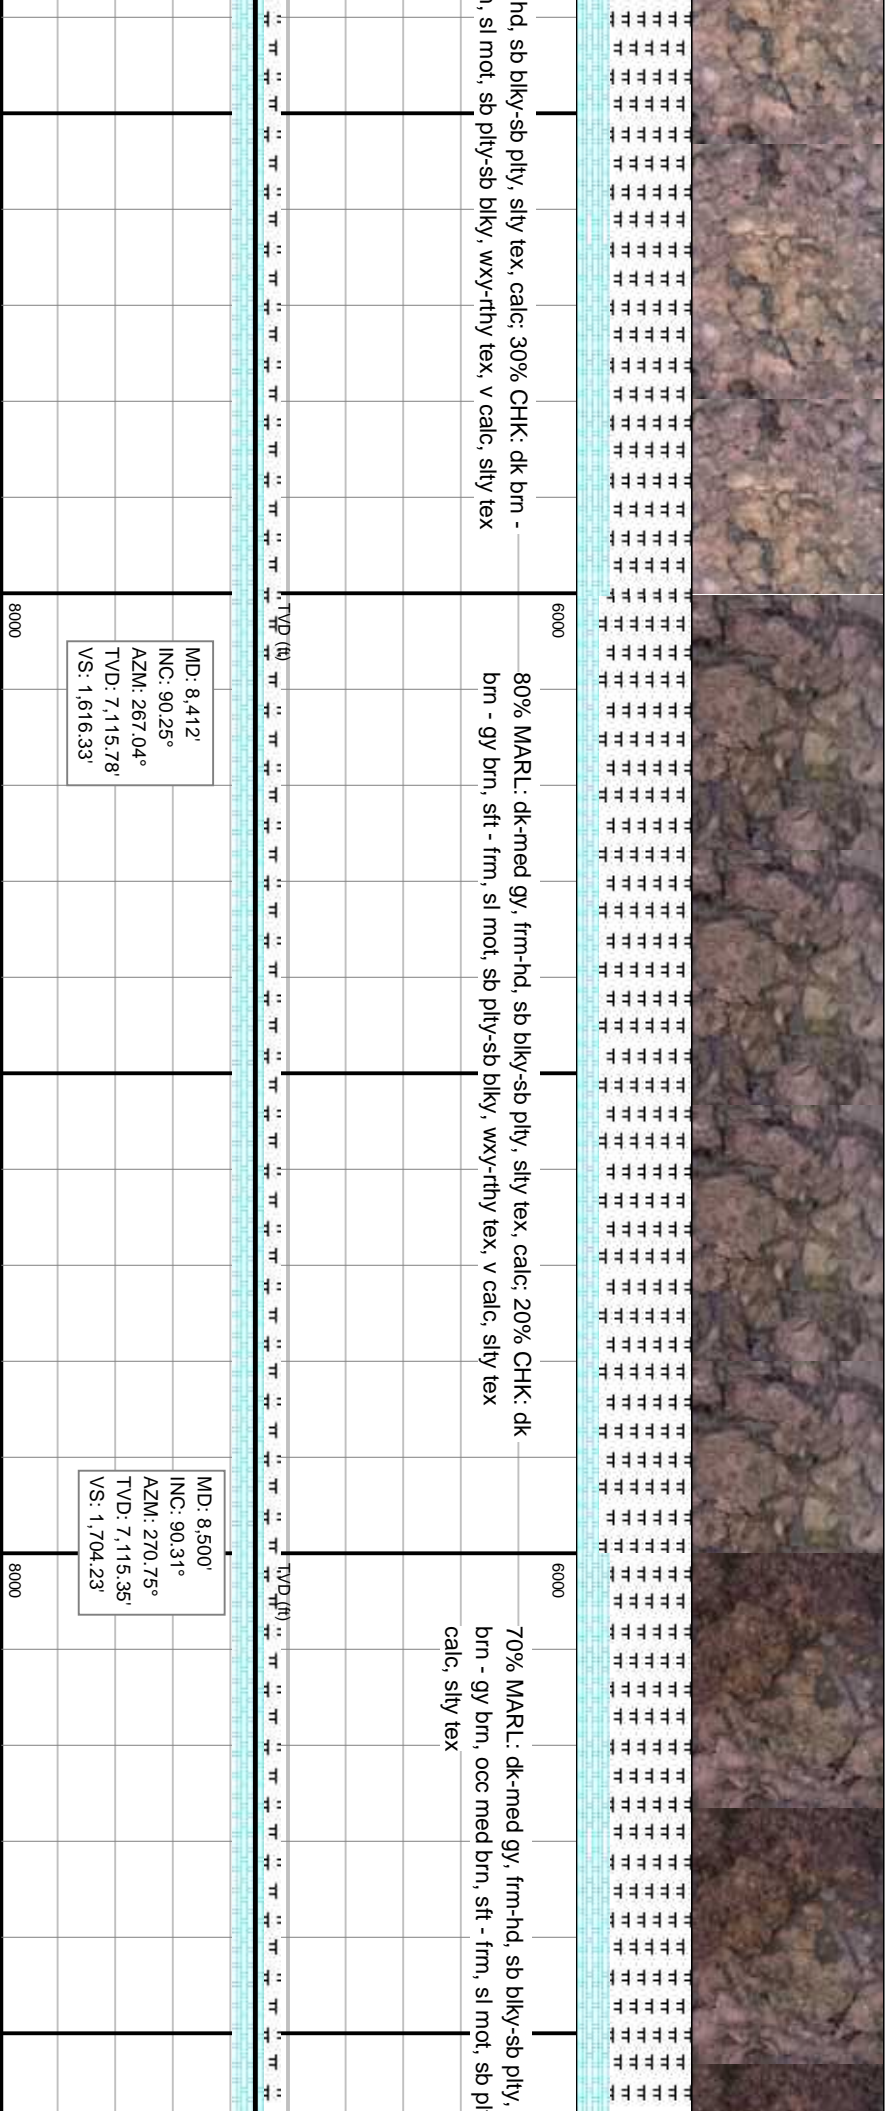 hd, sb blky-sb plty, slty tex, calc; 30% CHK: dk brn -
, sl mot, sb plty-sb blky, wxy-rthy tex, v calc, slty tex
6000
TVD (ft)
8000
MD: 8,412'
INC: 90.25°
AZM: 267.04°
TVD: 7,115.78'
VS: 1,616.33'
80% MARL: dk-med gy, frm-hd, sb blky-sb plty, slty tex, calc; 20% CHK: dk
brn - gy brn, sft - frm, sl mot, sb plty-sb blky, wxy-rthy tex, v calc, slty tex
MD: 8,500'
INC: 90.31°
AZM: 270.75°
TVD: 7,115.35'
VS: 1,704.23'
6000
TVD (ft)
8000
70% MARL: dk-med gy, frm-hd, sb blky-sb plty,
brn - gy brn, occ med brn, sft - frm, sl mot, sb pl
calc, slty tex